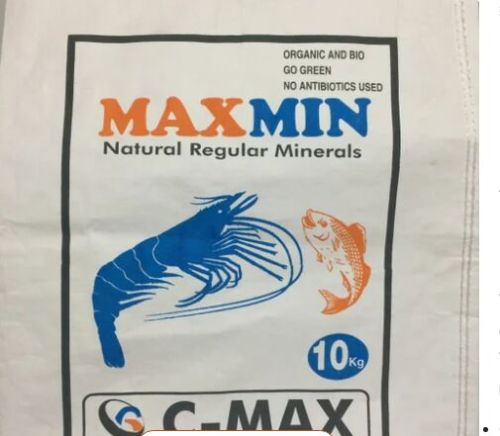 ORGANIC AND BIO
GO GREEN
NO ANTIBIOTICS USED
MAXMIN
Natural Regular Minerals
10Kg
C-MAX